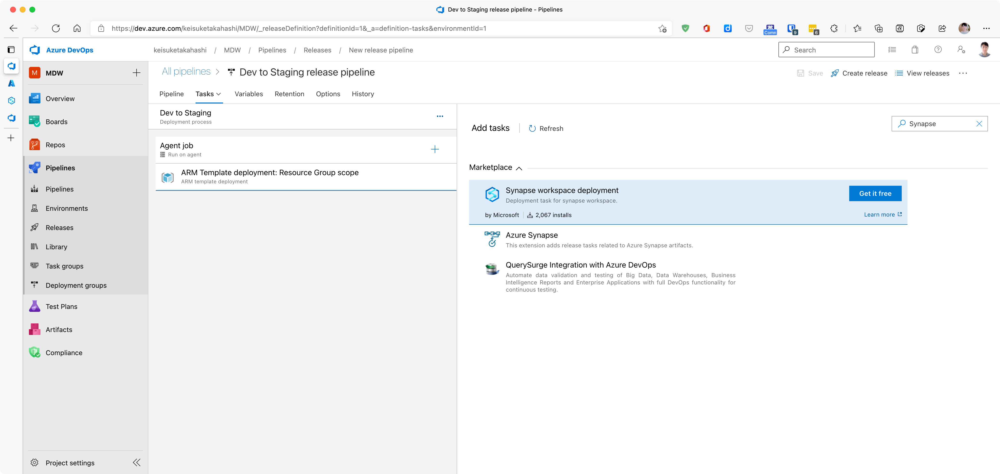 Dev to Staging release pipeline - Pipelines
https://dev.azure.com/keisuketakahashi/MDW/_releaseDefinition?definitionId=1&_a=definition-tasks&environmentId=1
Comn
9
6
Azure DevOps
keisuketakahashi / MDW / Pipelines / Releases / New release pipeline
Search
M MDW
All pipelines > Dev to Staging release pipeline
Save
Create release
View releases
Overview
Boards
Repos
Pipelines
Pipelines
Environments
Releases
Library
Task groups
Deployment groups
Test Plans
Artifacts
Compliance
Project settings
Pipeline Tasks Variables Retention Options History
Dev to Staging
Deployment process
Agent job
Run on agent
ARM Template deployment: Resource Group scope
ARM template deployment
Add tasks
Refresh
Synapse
Marketplace
Synapse workspace deployment
Deployment task for synapse workspace.
Get it free
by Microsoft
2,067 installs
Learn more
Azure Synapse
This extension adds release tasks related to Azure Synapse artifacts.
QuerySurge Integration with Azure DevOps
Automate data validation and testing of Big Data, Data Warehouses, Business
Intelligence Reports and Enterprise Applications with full DevOps functionality for
continuous testing.